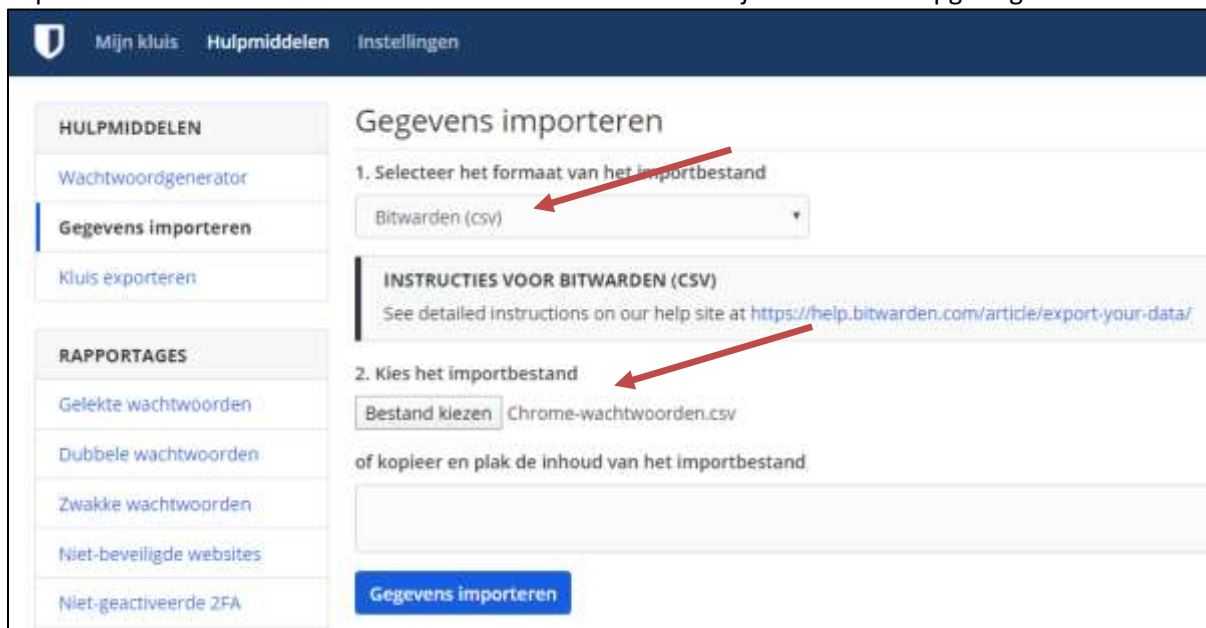 Mijn kluis Hulpmiddelen Instellingen
HULPMIDDELEN
Wachtwoordgenerator
Gegevens importeren
Kluis exporteren
RAPPORTAGES
Gelekte wachtwoorden
Dubbele wachtwoorden
Zwakke wachtwoorden
Niet-beveiligde websites
Niet-geactiveerde 2FA
Gegevens importeren
1. Selecteer het formaat van het importbestand
Bitwarden (csv)
INSTRUCTIES VOOR BITWARDEN (CSV)
See detailed instructions on our help site at https://help.bitwarden.com/article/export-your-data/
2. Kies het importbestand
Bestand kiezen Chrome-wachtwoorden.csv
of kopieer en plak de inhoud van het importbestand
Gegevens importeren